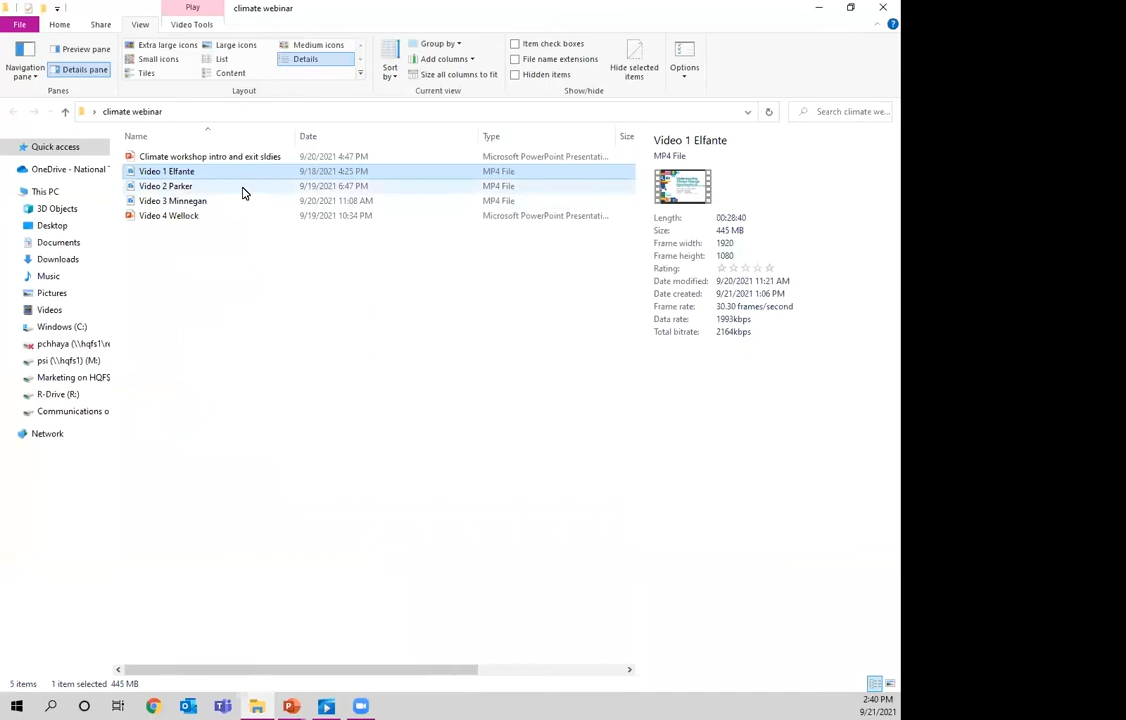 Play
climate webinar
File Home Share View Video Tools
Navigation pane
Preview pane
Details pane
Panes
Extra large icons Large icons Medium icons
Small icons List Details
Tiles Content
Layout
Sort by
Group by
Add columns
Size all columns to fit
Current view
Item check boxes
File name extensions
Hidden items
Hide selected items
Show/hide
Options
climate webinar
Search climate we...
Name Date Type Size
Climate workshop intro and exit sldies 9/20/2021 4:47 PM Microsoft PowerPoint Presentati...
Video 1 Elfante 9/18/2021 4:25 PM MP4 File
Video 2 Parker 9/19/2021 6:47 PM MP4 File
Video 3 Minnegan 9/20/2021 11:08 AM MP4 File
Video 4 Wellock 9/19/2021 10:34 PM Microsoft PowerPoint Presentati...
Quick access
OneDrive - National
This PC
3D Objects
Desktop
Documents
Downloads
Music
Pictures
Videos
Windows (C:)
pchhaya (\\hqfs1\re
psi (\\hqfs1) (M:)
Marketing on HQFS
R-Drive (R:)
Communications o
Network
Video 1 Elfante
MP4 File
Length: 00:28:40
Size: 445 MB
Frame width: 1920
Frame height: 1080
Rating:
Date modified: 9/20/2021 11:21 AM
Date created: 9/21/2021 1:06 PM
Frame rate: 30.30 frames/second
Data rate: 1993kbps
Total bitrate: 2164kbps
5 items 1 item selected 445 MB
2:40 PM
9/21/2021